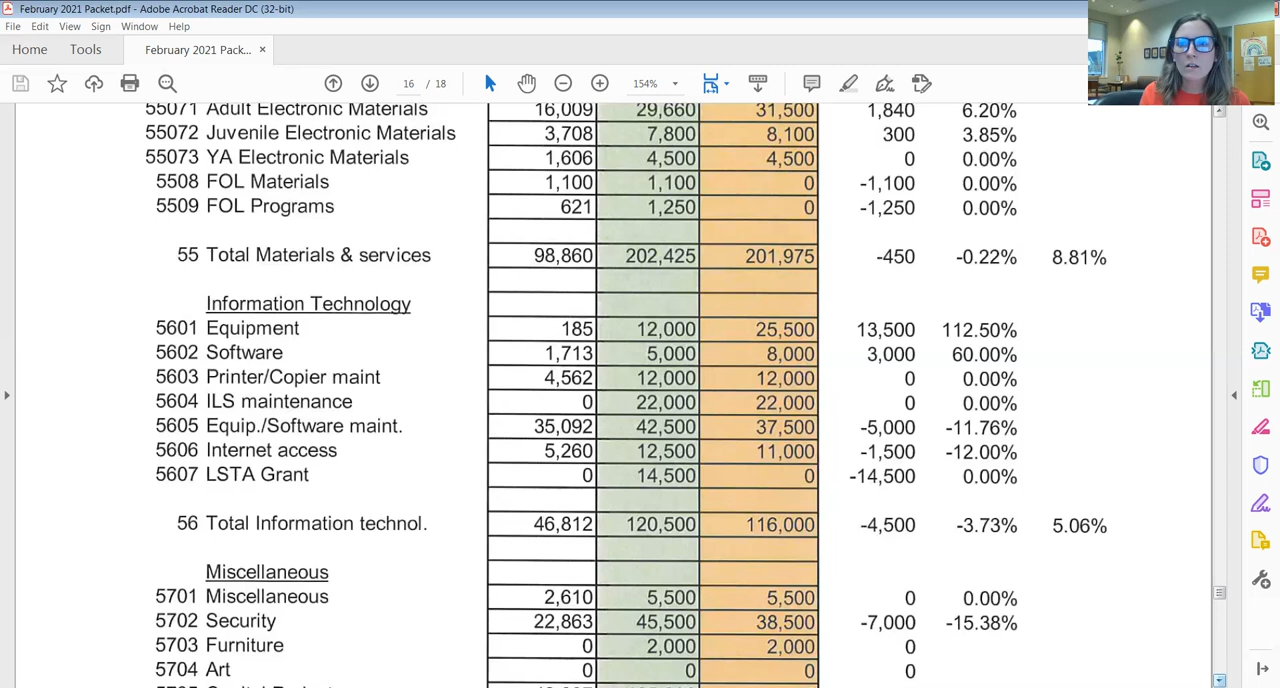 February 2021 Packet.pdf - Adobe Acrobat Reader DC (32-bit)
File Edit View Sign Window Help
Home Tools February 2021 Pack... ×
16 / 18 154%
55071 Adult Electronic Materials 16,009 29,660 31,500 1,840 6.20%
55072 Juvenile Electronic Materials 3,708 7,800 8,100 300 3.85%
55073 YA Electronic Materials 1,606 4,500 4,500 0 0.00%
5508 FOL Materials 1,100 1,100 0 -1,100 0.00%
5509 FOL Programs 621 1,250 0 -1,250 0.00%
55 Total Materials & services 98,860 202,425 201,975 -450 -0.22% 8.81%
Information Technology
5601 Equipment 185 12,000 25,500 13,500 112.50%
5602 Software 1,713 5,000 8,000 3,000 60.00%
5603 Printer/Copier maint 4,562 12,000 12,000 0 0.00%
5604 ILS maintenance 0 22,000 22,000 0 0.00%
5605 Equip./Software maint. 35,092 42,500 37,500 -5,000 -11.76%
5606 Internet access 5,260 12,500 11,000 -1,500 -12.00%
5607 LSTA Grant 0 14,500 0 -14,500 0.00%
56 Total Information technol. 46,812 120,500 116,000 -4,500 -3.73% 5.06%
Miscellaneous
5701 Miscellaneous 2,610 5,500 5,500 0 0.00%
5702 Security 22,863 45,500 38,500 -7,000 -15.38%
5703 Furniture 0 2,000 2,000 0
5704 Art 0 0 0 0